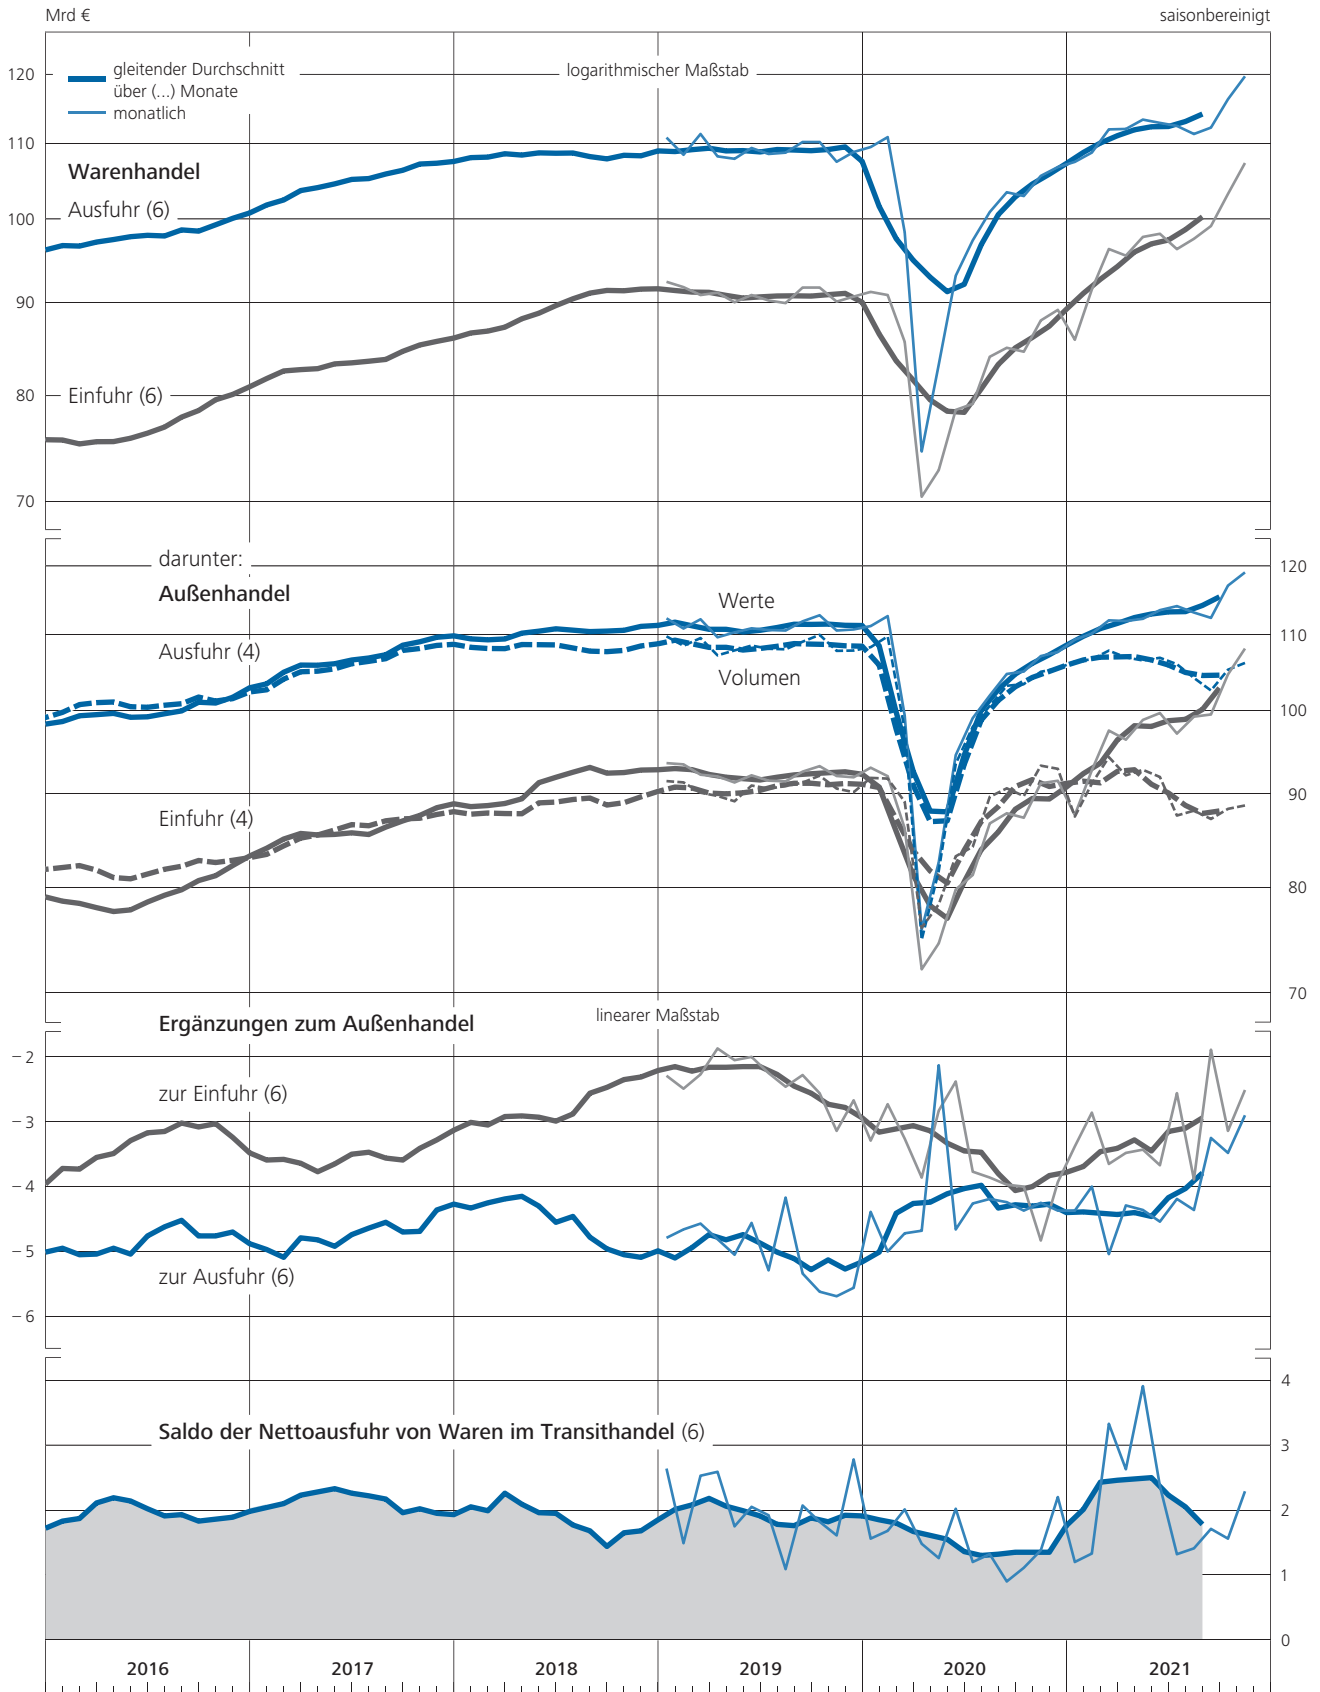 Mrd €
saisonbereinigt
gleitender Durchschnitt
über (...) Monate
monatlich
logarithmischer Maßstab
Warenhandel
Ausfuhr (6)
Einfuhr (6)
120
110
100
90
80
70
darunter:
Außenhandel
Werte
Ausfuhr (4)
Volumen
Einfuhr (4)
120
110
100
90
80
70
Ergänzungen zum Außenhandel
linearer Maßstab
zur Einfuhr (6)
zur Ausfuhr (6)
−2
−3
−4
−5
−6
Saldo der Nettoausfuhr von Waren im Transithandel (6)
4
3
2
1
0
2016 2017 2018 2019 2020 2021